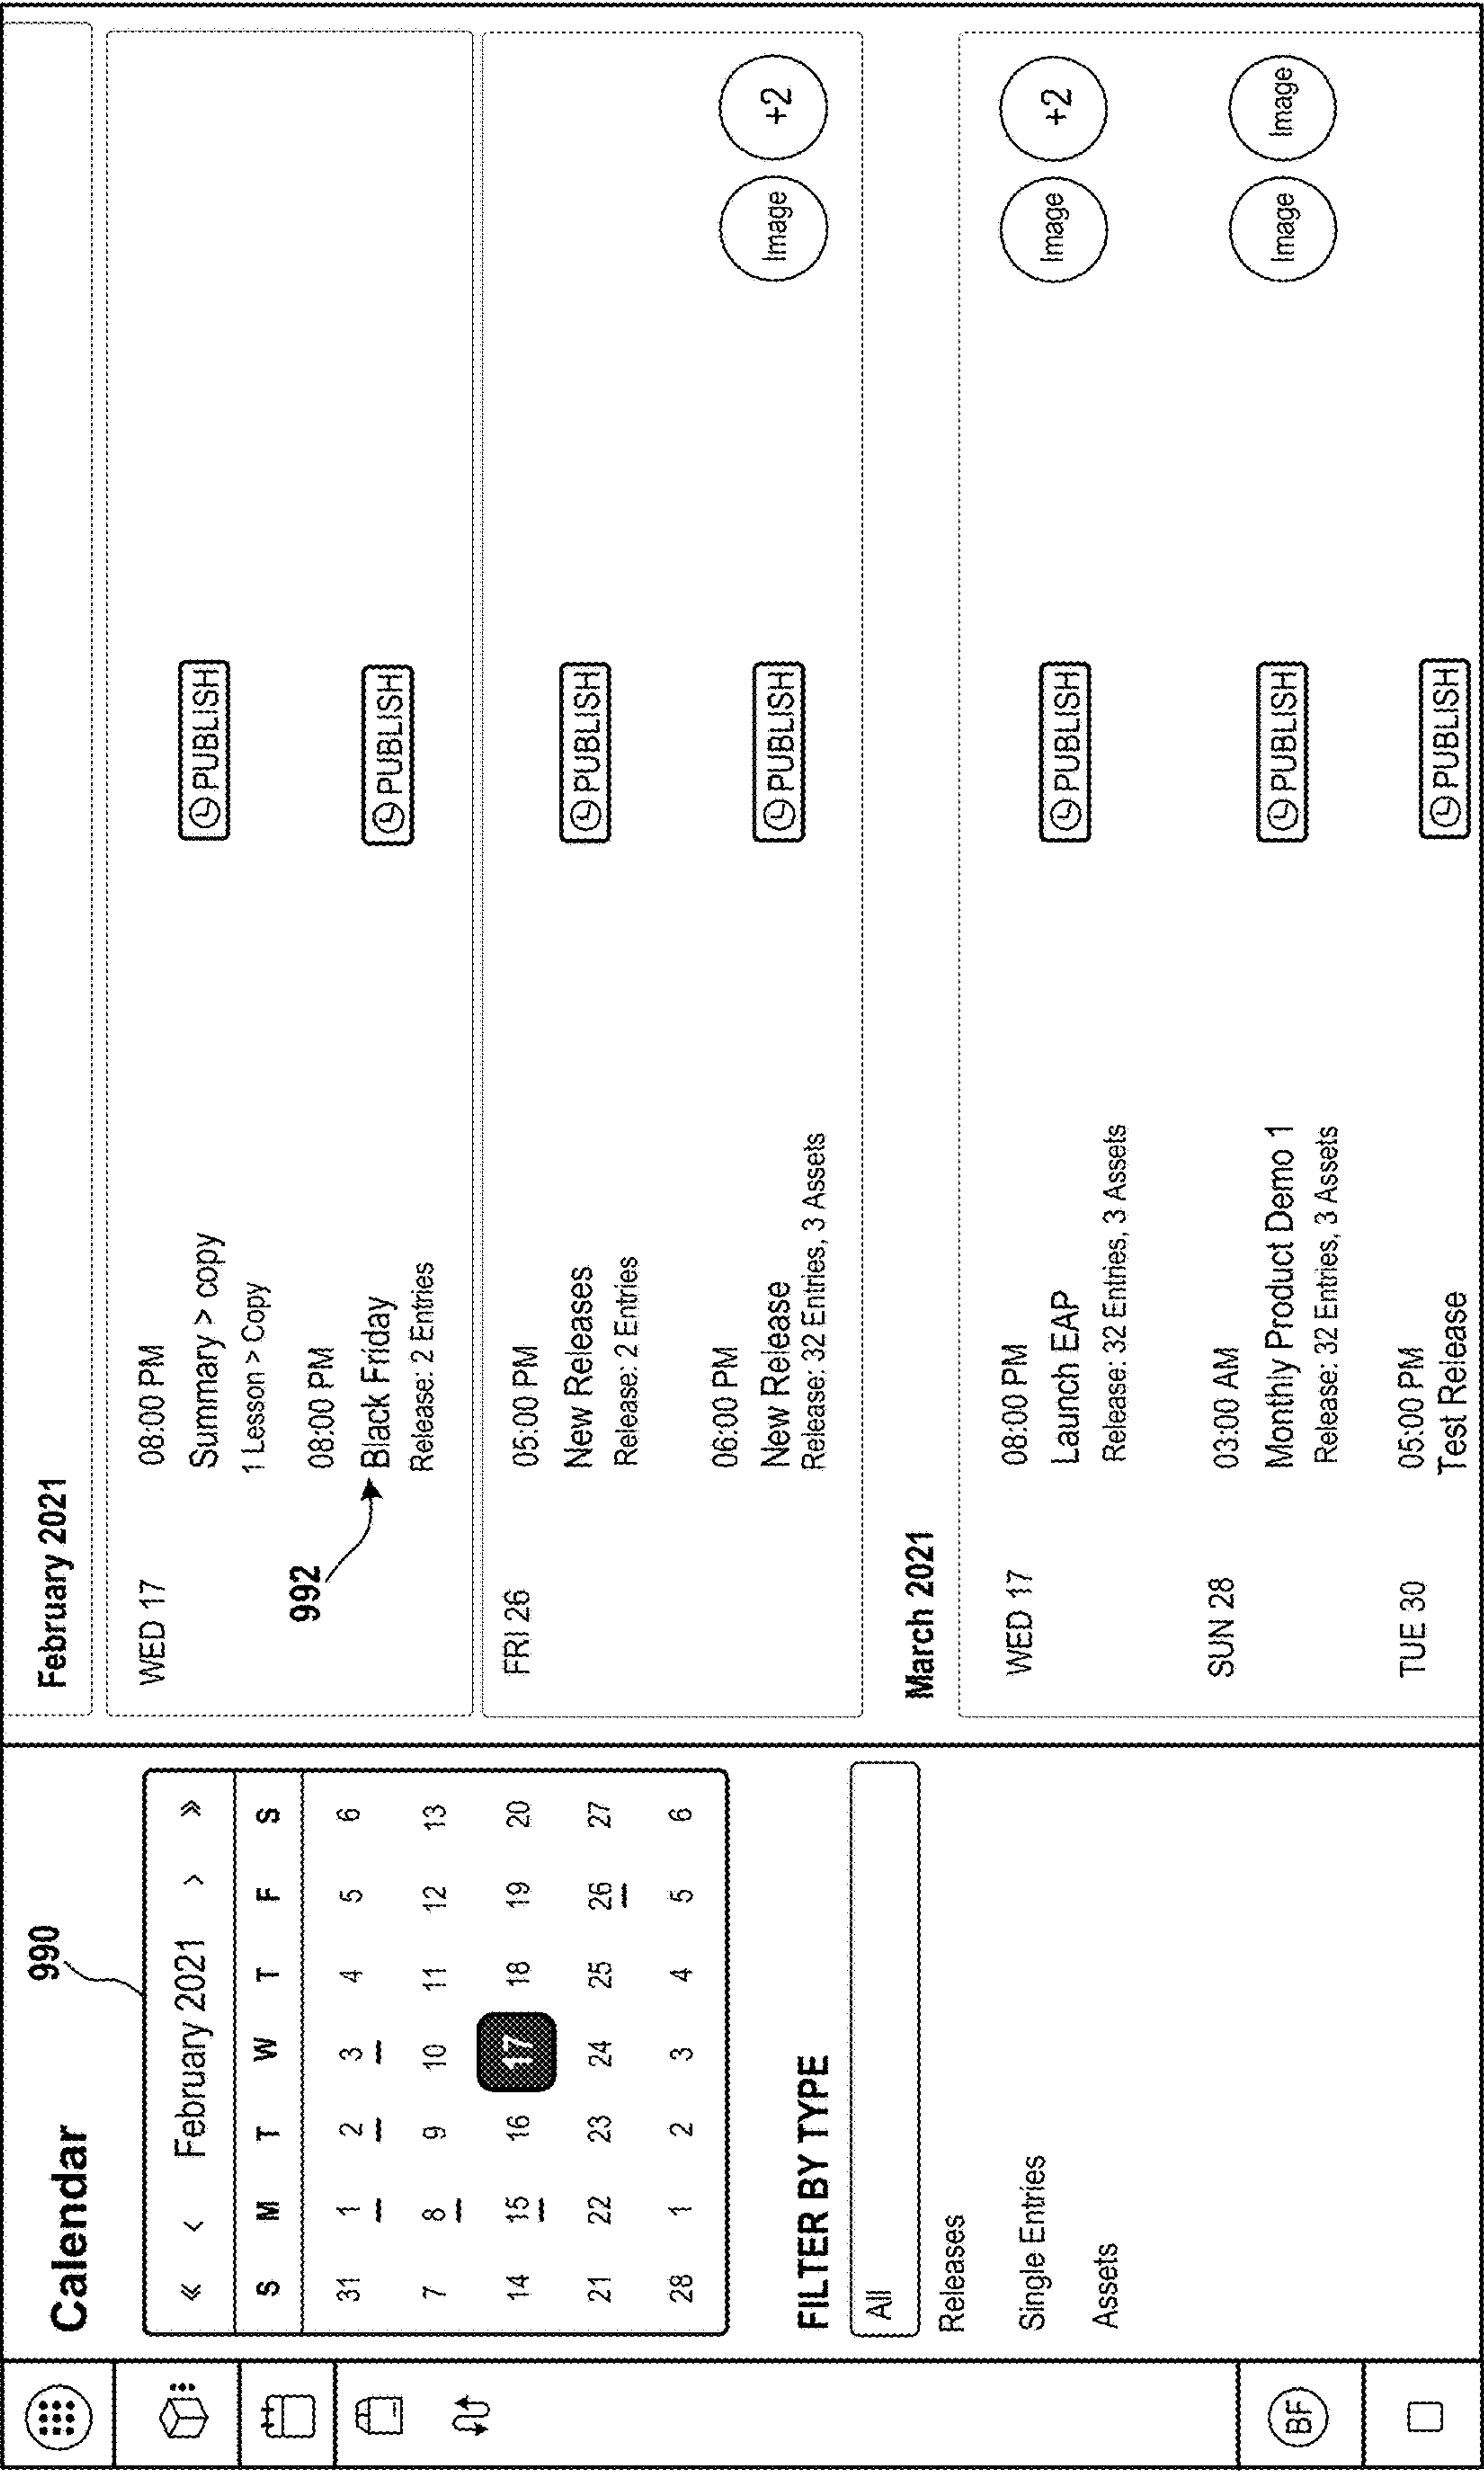 Calendar
990
« < February 2021 > »
S M T W T F S
31 1 2 3 4 5 6
7 8 9 10 11 12 13
14 15 16 17 18 19 20
21 22 23 24 25 26 27
28 1 2 3 4 5 6
FILTER BY TYPE
All
Releases
Single Entries
Assets
BF
February 2021
WED 17
08:00 PM
Summary > copy
PUBLISH
1 Lesson > Copy
992
08:00 PM
Black Friday
PUBLISH
Release: 2 Entries
FRI 26
05:00 PM
New Releases
PUBLISH
Release: 2 Entries
06:00 PM
New Release
PUBLISH
Image
+2
Release: 32 Entries, 3 Assets
March 2021
WED 17
08:00 PM
Launch EAP
PUBLISH
Image
+2
Release: 32 Entries, 3 Assets
SUN 28
03:00 AM
Monthly Product Demo 1
PUBLISH
Image
Image
Release: 32 Entries, 3 Assets
TUE 30
05:00 PM
Test Release
PUBLISH